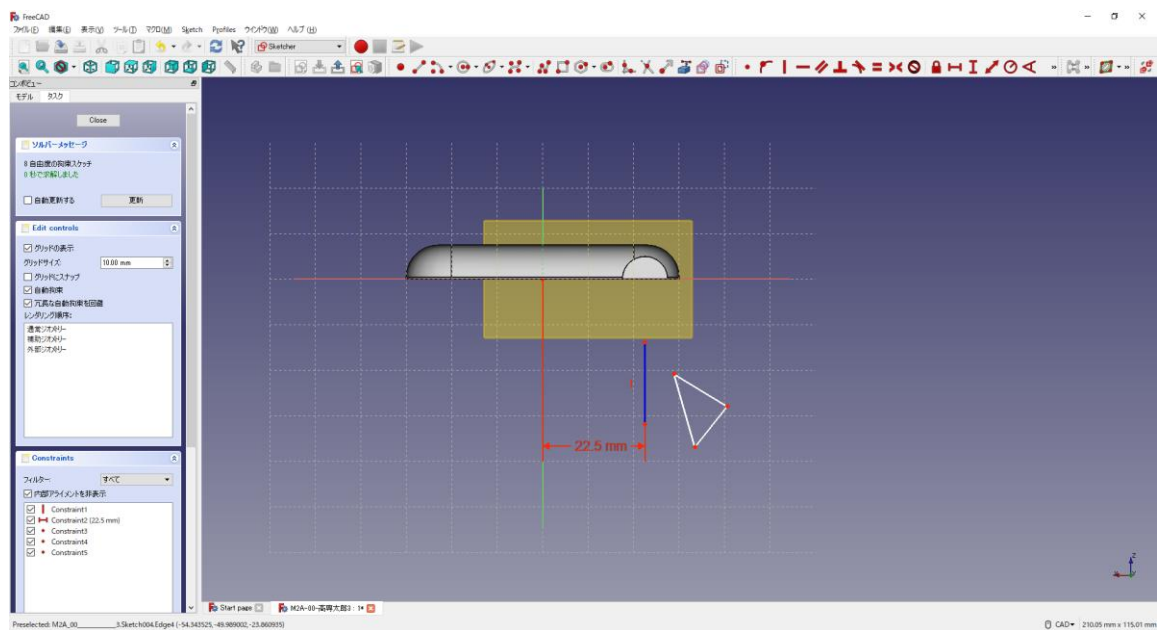 FreeCAD
ファイル(F) 編集(E) 表示(V) ツール(T) マクロ(M) Sketch Profiles ウインドウ(W) ヘルプ(H)
Sketcher
コンボビュー
モデル タスク
Close
ソルバーメッセージ
8 自由度の拘束スケッチ
0 秒で求解しました
自動更新する 更新
Edit controls
グリッドの表示
グリッドサイズ: 10.00 mm
グリッドにスナップ
自動拘束
冗長な自動拘束を回避
レンダリング順序:
通常ジオメトリー
補助ジオメトリー
外部ジオメトリー
Constraints
フィルター: すべて
内部アライメントを非表示
Constraint1
Constraint2 (22.5 mm)
Constraint3
Constraint4
Constraint5
22.5 mm
Start page M2A-00-高専太郎3 : 1*
Preselected: M2A_00_________3.Sketch004.Edge4 (-54.343525, -49.989002, -23.860935) CAD 210.05 mm x 115.01 mm